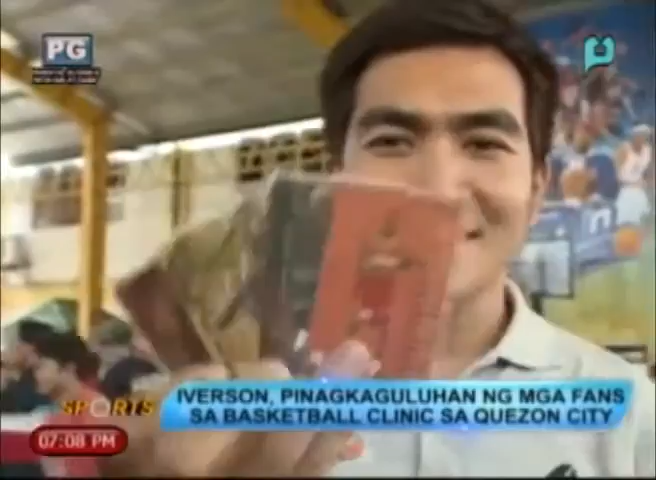 PG
IVERSON, PINAGKAGULUHAN NG MGA FANS
SA BASKETBALL CLINIC SA QUEZON CITY
SPORTS
07:08 PM